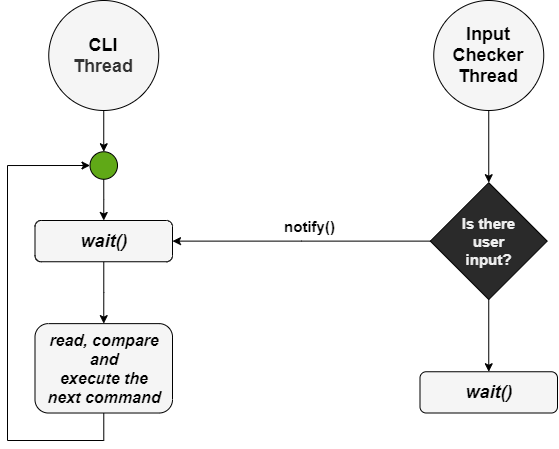 CLI
Thread
Input
Checker
Thread
Is there
user
input?
notify()
wait()
read, compare
and
execute the
next command
wait()